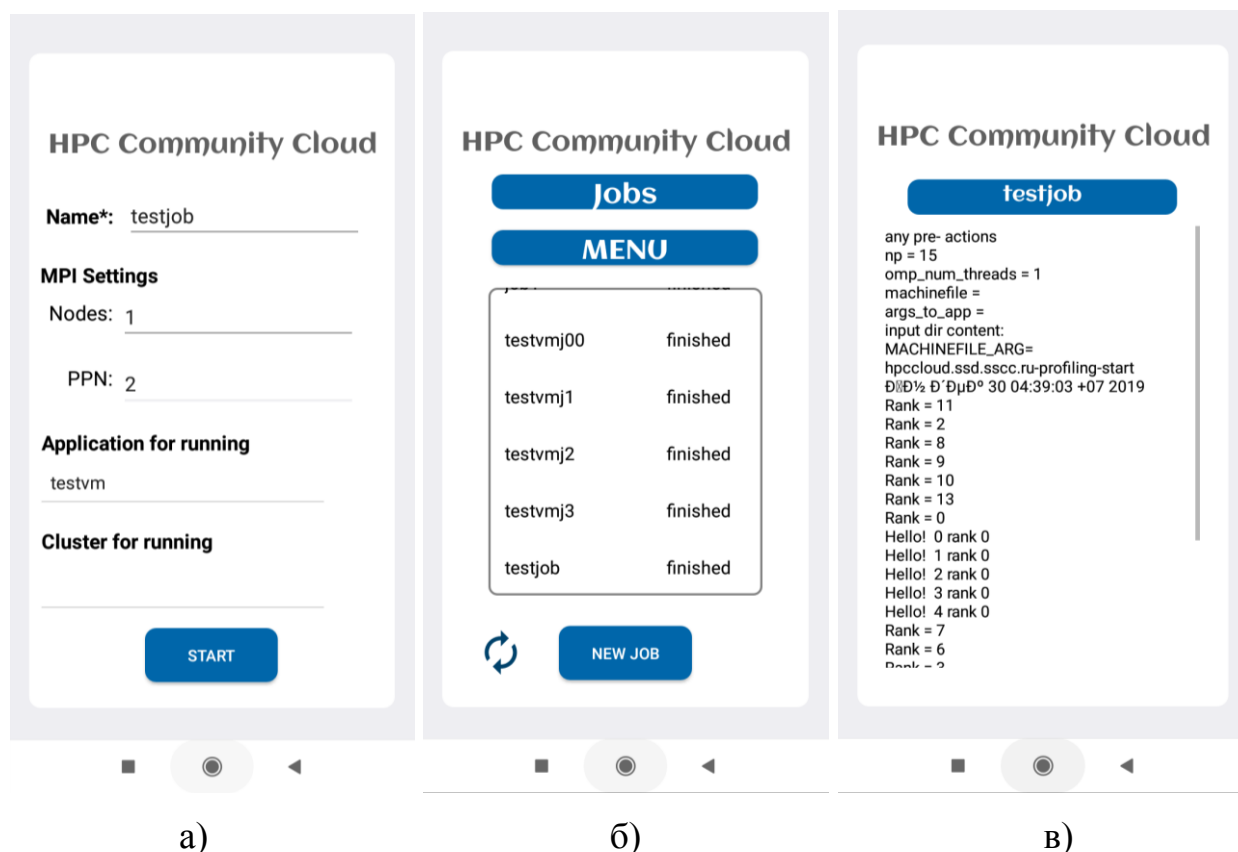 HPC Community Cloud
Name*: testjob
MPI Settings
Nodes: 1
PPN: 2
Application for running
testvm
Cluster for running
START
а)
HPC Community Cloud
Jobs
MENU
testvmj00 finished
testvmj1 finished
testvmj2 finished
testvmj3 finished
testjob finished
NEW JOB
б)
HPC Community Cloud
testjob
any pre- actions
np = 15
omp_num_threads = 1
machinefile =
args_to_app =
input dir content:
MACHINEFILE_ARG=
hpccloud.ssd.sscc.ru-profiling-start
30 04:39:03 +07 2019
Rank = 11
Rank = 2
Rank = 8
Rank = 9
Rank = 10
Rank = 13
Rank = 0
Hello! 0 rank 0
Hello! 1 rank 0
Hello! 2 rank 0
Hello! 3 rank 0
Hello! 4 rank 0
Rank = 7
Rank = 6
Rank = 3
в)